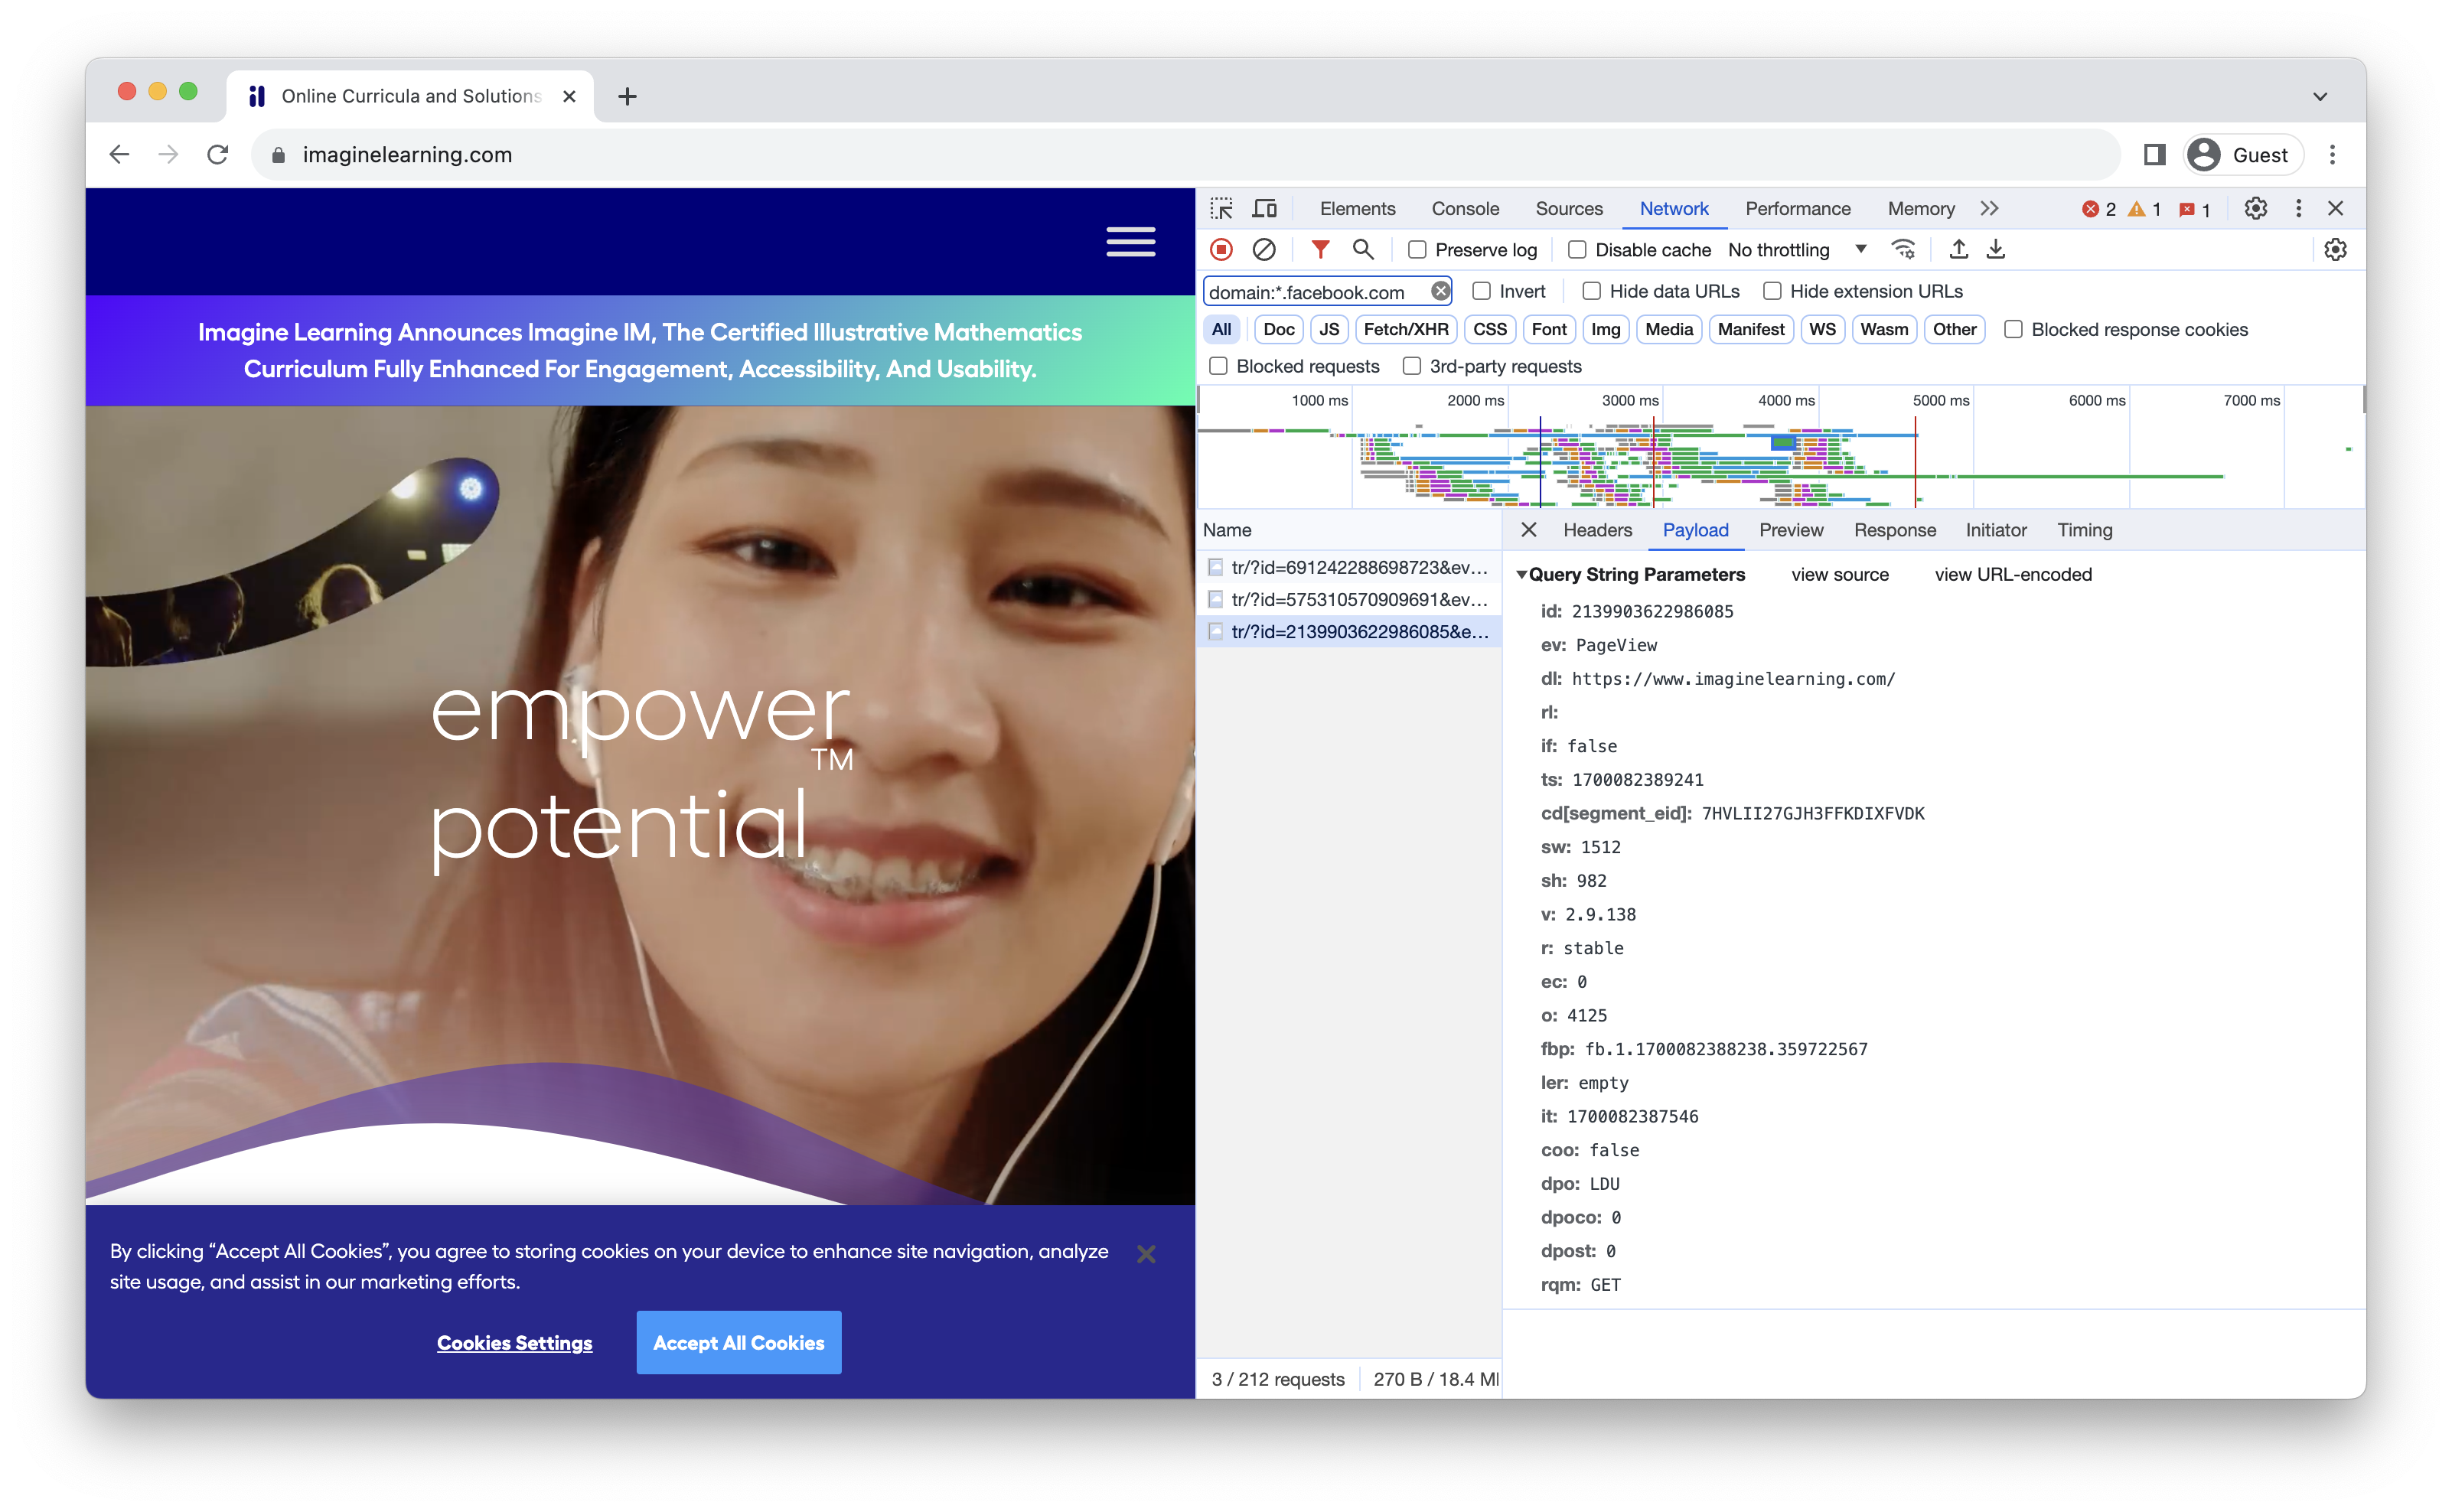 Online Curricula and Solutions
imaginelearning.com
Guest
Imagine Learning Announces Imagine IM, The Certified Illustrative Mathematics
Curriculum Fully Enhanced For Engagement, Accessibility, And Usability.
empower
TM
potential
By clicking “Accept All Cookies”, you agree to storing cookies on your device to enhance site navigation, analyze
site usage, and assist in our marketing efforts.
Cookies Settings
Accept All Cookies
Elements Console Sources Network Performance Memory 2 1 1
Preserve log Disable cache No throttling
domain:*.facebook.com Invert Hide data URLs Hide extension URLs
All Doc JS Fetch/XHR CSS Font Img Media Manifest WS Wasm Other Blocked response cookies
Blocked requests 3rd-party requests
1000 ms 2000 ms 3000 ms 4000 ms 5000 ms 6000 ms 7000 ms
Name
tr/?id=691242288698723&ev...
tr/?id=575310570909691&ev...
tr/?id=2139903622986085&e...
3 / 212 requests 270 B / 18.4 M
Headers Payload Preview Response Initiator Timing
Query String Parameters view source view URL-encoded
id: 2139903622986085
ev: PageView
dl: https://www.imaginelearning.com/
rl:
if: false
ts: 1700082389241
cd[segment_eid]: 7HVLII27GJH3FFKDIXFVDK
sw: 1512
sh: 982
v: 2.9.138
r: stable
ec: 0
o: 4125
fbp: fb.1.1700082388238.359722567
ler: empty
it: 1700082387546
coo: false
dpo: LDU
dpoco: 0
dpost: 0
rqm: GET